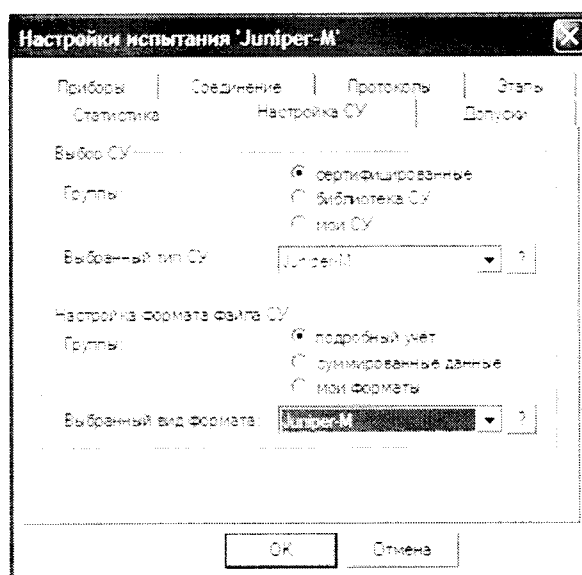 Настройки испытания 'Juniper-M'
Приборы Соединение Протоколы Этапы
Статистика Настройка СУ Допуски
Выбор СУ
Группы: сертифицированные
библиотека СУ
мои СУ
Выбранный тип СУ Juniper-M ?
Настройка формата файла СУ
Группы: подробный учет
суммированные данные
мои форматы
Выбранный вид формата: Juniper-M ?
OK Отмена